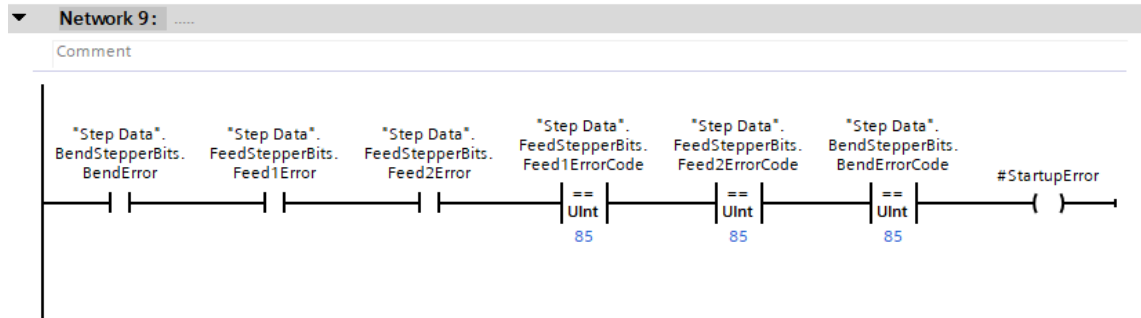 Network 9: .....
Comment
"Step Data".
BendStepperBits.
BendError
"Step Data".
FeedStepperBits.
Feed1Error
"Step Data".
FeedStepperBits.
Feed2Error
"Step Data".
FeedStepperBits.
Feed1ErrorCode
==
UInt
85
"Step Data".
FeedStepperBits.
Feed2ErrorCode
==
UInt
85
"Step Data".
BendStepperBits.
BendErrorCode
==
UInt
85
#StartupError